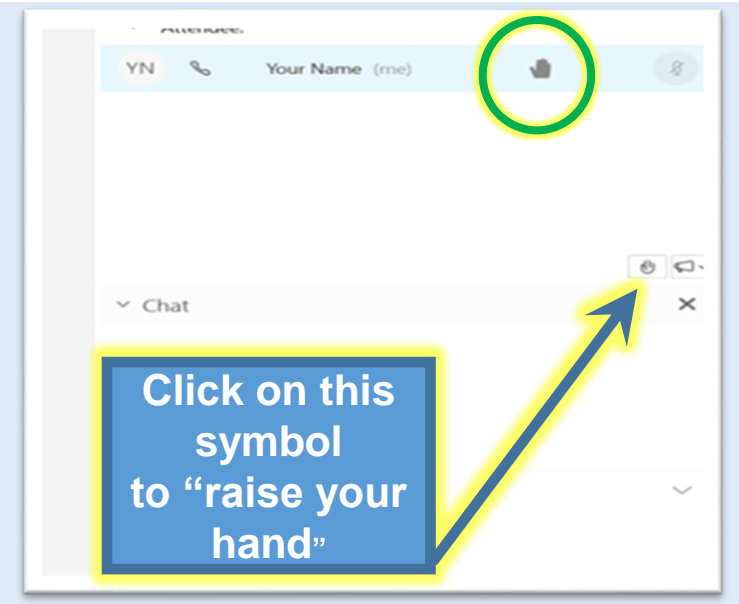 Attendee:
YN Your Name (me)
Chat
Click on this
symbol
to “raise your
hand”